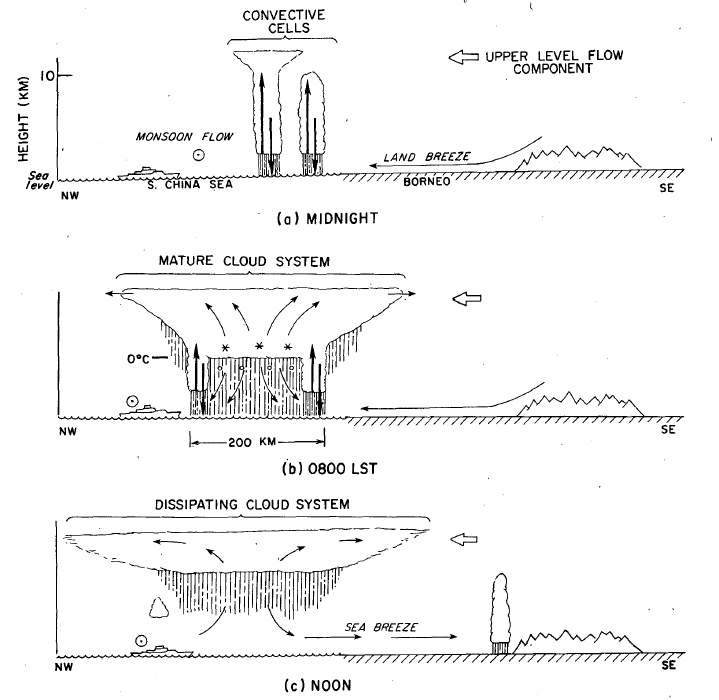 CONVECTIVE
CELLS
UPPER LEVEL FLOW
COMPONENT
10
HEIGHT (KM)
MONSOON FLOW
LAND BREEZE
Sea
level
NW
S. CHINA SEA
BORNEO
SE
(a) MIDNIGHT
MATURE CLOUD SYSTEM
0°C
NW
200 KM
SE
(b) 0800 LST
DISSIPATING CLOUD SYSTEM
SEA BREEZE
NW
SE
(c) NOON